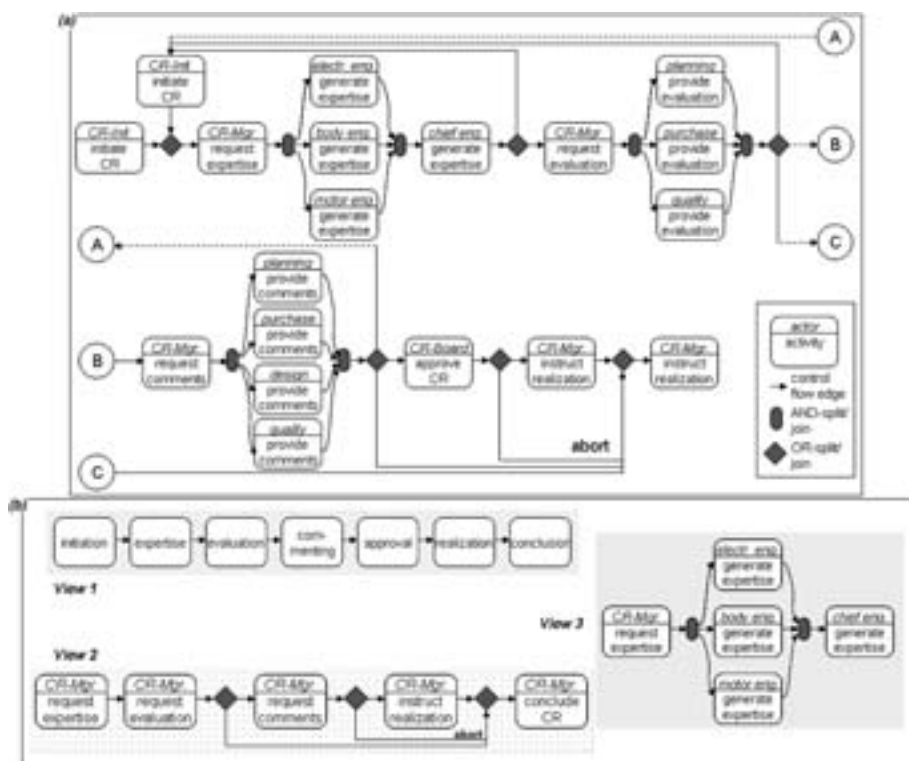 (a)
A
CR-Init
initiate
CR
electr. eng.
generate
expertise
planning
provide
evaluation
CR-Init
initiate
CR
CR-Mgr.
request
expertise
body eng.
generate
expertise
chief eng.
generate
expertise
CR-Mgr.
request
evaluation
purchase
provide
evaluation
B
motor eng.
generate
expertise
quality
provide
evaluation
A
C
planning
provide
comments
B
CR-Mgr.
request
comments
purchase
provide
comments
design
provide
comments
quality
provide
comments
CR-Board
approve
CR
CR-Mgr.
instruct
realization
CR-Mgr.
instruct
realization
abort
C
actor
activity
control
flow edge
AND-split/
join
OR-split/
join
(b)
initiation
expertise
evaluation
com-
menting
approval
realization
conclusion
View 1
View 2
CR-Mgr.
request
expertise
CR-Mgr.
request
evaluation
CR-Mgr.
request
comments
CR-Mgr.
instruct
realization
CR-Mgr.
conclude
CR
abort
View 3
CR-Mgr.
request
expertise
electr. eng.
generate
expertise
body eng.
generate
expertise
motor eng.
generate
expertise
chief eng.
generate
expertise